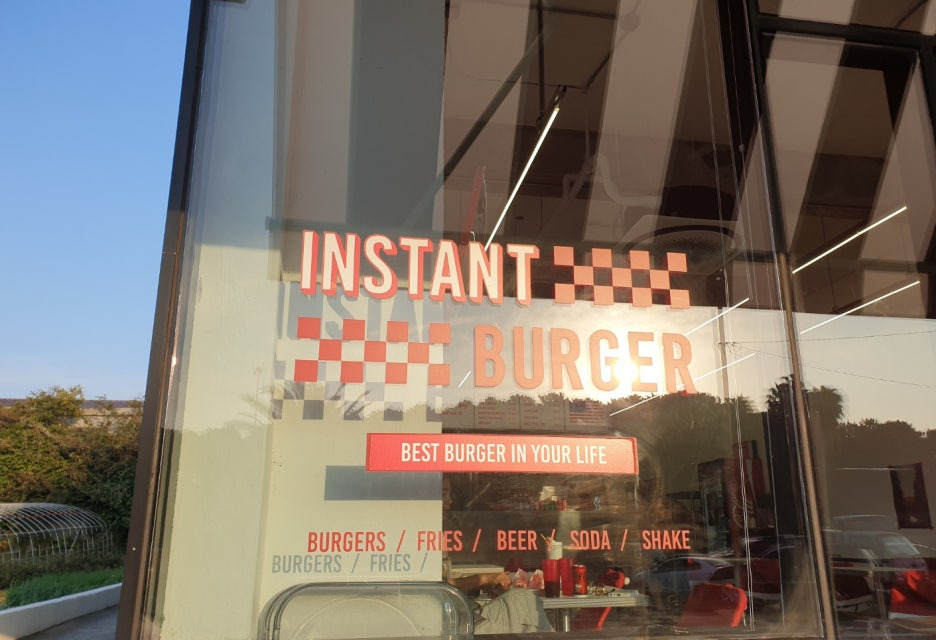 INSTANT
BURGER
BEST BURGER IN YOUR LIFE
BURGERS / FRIES / BEER / SODA / SHAKE